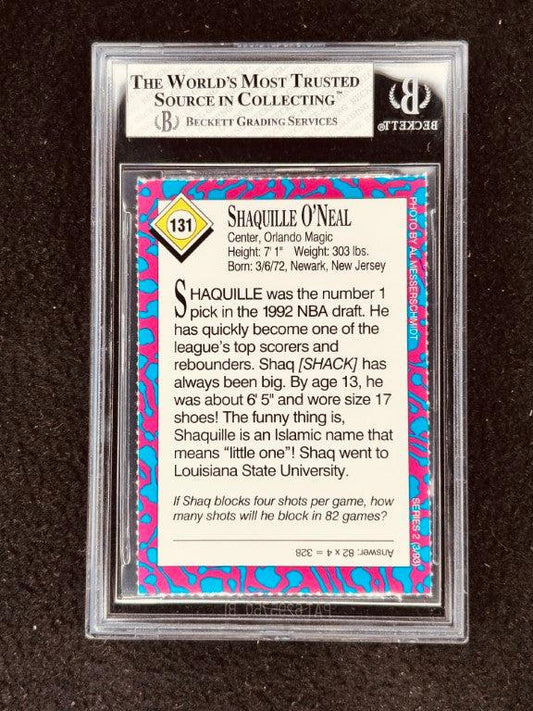 THE WORLD'S MOST TRUSTED
SOURCE IN COLLECTING™
B BECKETT GRADING SERVICES
B
BECKETT
131
SHAQUILLE O'NEAL
Center, Orlando Magic
Height: 7' 1" Weight: 303 lbs.
Born: 3/6/72, Newark, New Jersey
SHAQUILLE was the number 1
pick in the 1992 NBA draft. He
has quickly become one of the
league's top scorers and
rebounders. Shaq [SHACK] has
always been big. By age 13, he
was about 6' 5" and wore size 17
shoes! The funny thing is,
Shaquille is an Islamic name that
means "little one"! Shaq went to
Louisiana State University.
If Shaq blocks four shots per game, how
many shots will he block in 82 games?
Answer: 82 x 4 = 328
PHOTO BY AL MESSERSCHMIDT
SERIES 2 (3/93)